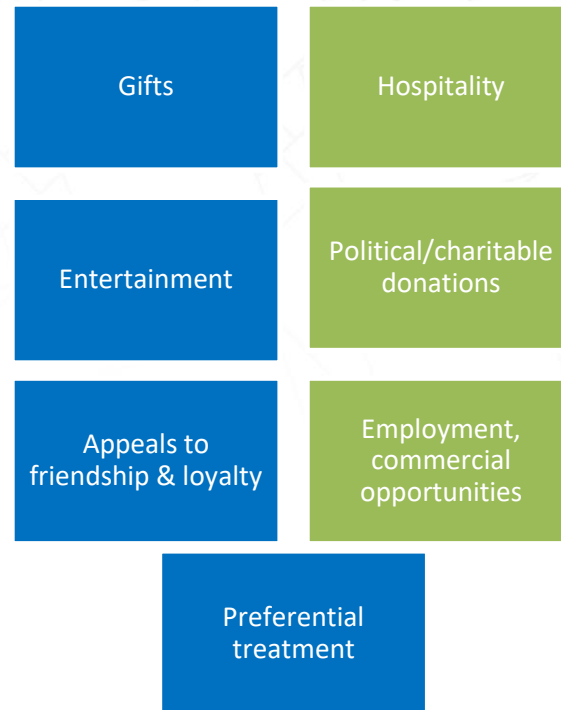 Gifts
Hospitality
Entertainment
Political/charitable
donations
Appeals to
friendship & loyalty
Employment,
commercial
opportunities
Preferential
treatment